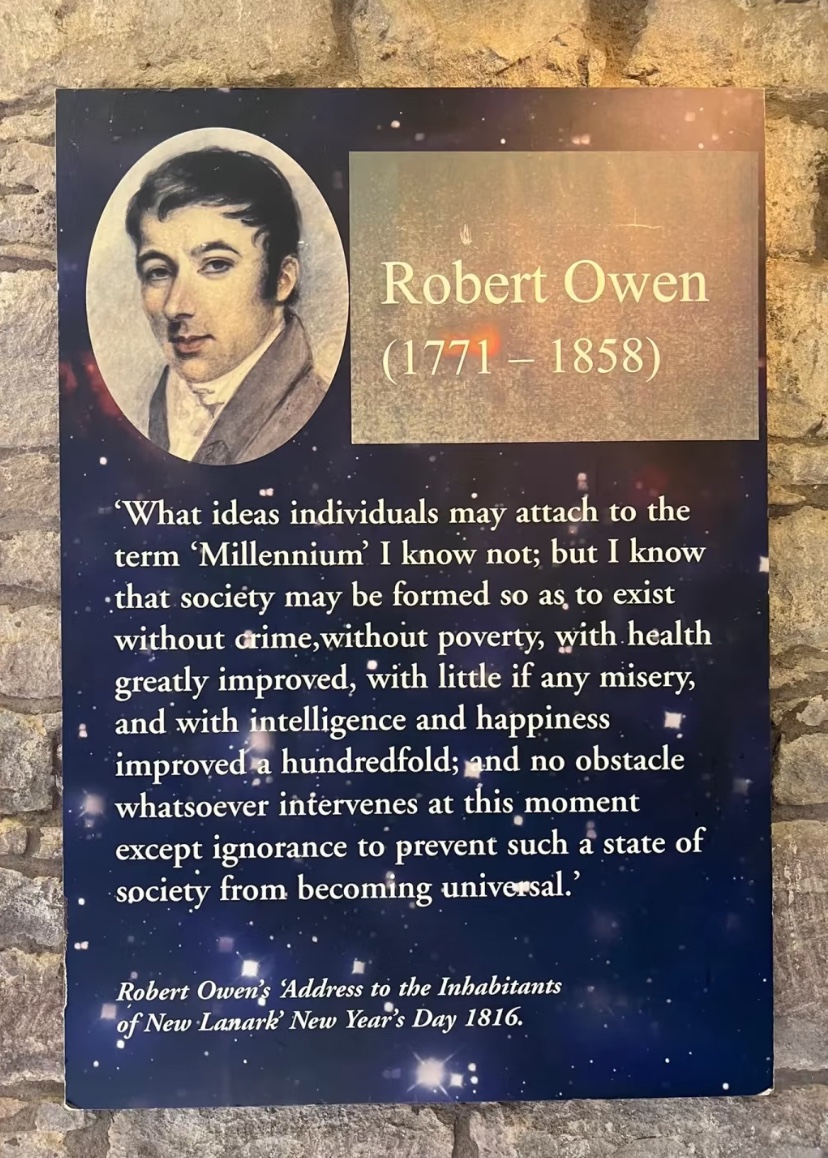 Robert Owen
(1771 – 1858)
‘What ideas individuals may attach to the
term ‘Millennium’ I know not; but I know
that society may be formed so as to exist
without crime,without poverty, with health
greatly improved, with little if any misery,
and with intelligence and happiness
improved a hundredfold; and no obstacle
whatsoever intervenes at this moment
except ignorance to prevent such a state of
society from becoming universal.’
Robert Owen’s ‘Address to the Inhabitants
of New Lanark’ New Year’s Day 1816.